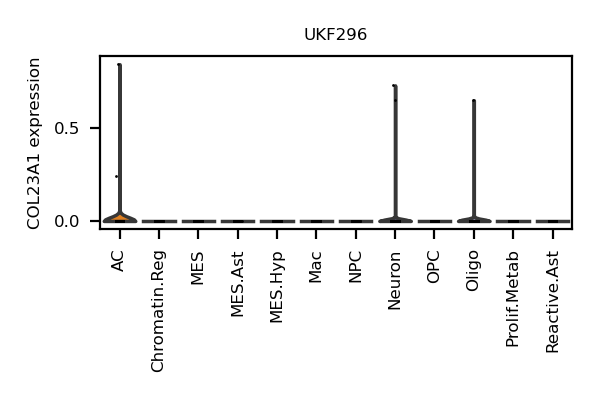 UKF296
COL23A1 expression
0.5
0.0
AC
Chromatin.Reg
MES
MES.Ast
MES.Hyp
Mac
NPC
Neuron
OPC
Oligo
Prolif.Metab
Reactive.Ast